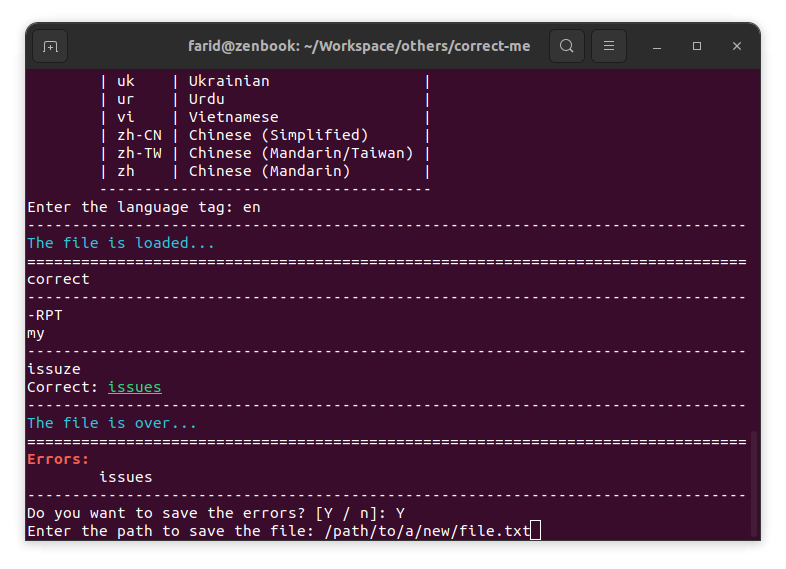 farid@zenbook: ~/Workspace/others/correct-me
| uk | Ukrainian |
| ur | Urdu |
| vi | Vietnamese |
| zh-CN | Chinese (Simplified) |
| zh-TW | Chinese (Mandarin/Taiwan) |
| zh | Chinese (Mandarin) |
-------------------------------------
Enter the language tag: en
--------------------------------------------------------------------------------
The file is loaded...
================================================================================
correct
--------------------------------------------------------------------------------
-RPT
my
--------------------------------------------------------------------------------
issuze
Correct: issues
--------------------------------------------------------------------------------
The file is over...
================================================================================
Errors:
issues
--------------------------------------------------------------------------------
Do you want to save the errors? [Y / n]: Y
Enter the path to save the file: /path/to/a/new/file.txt